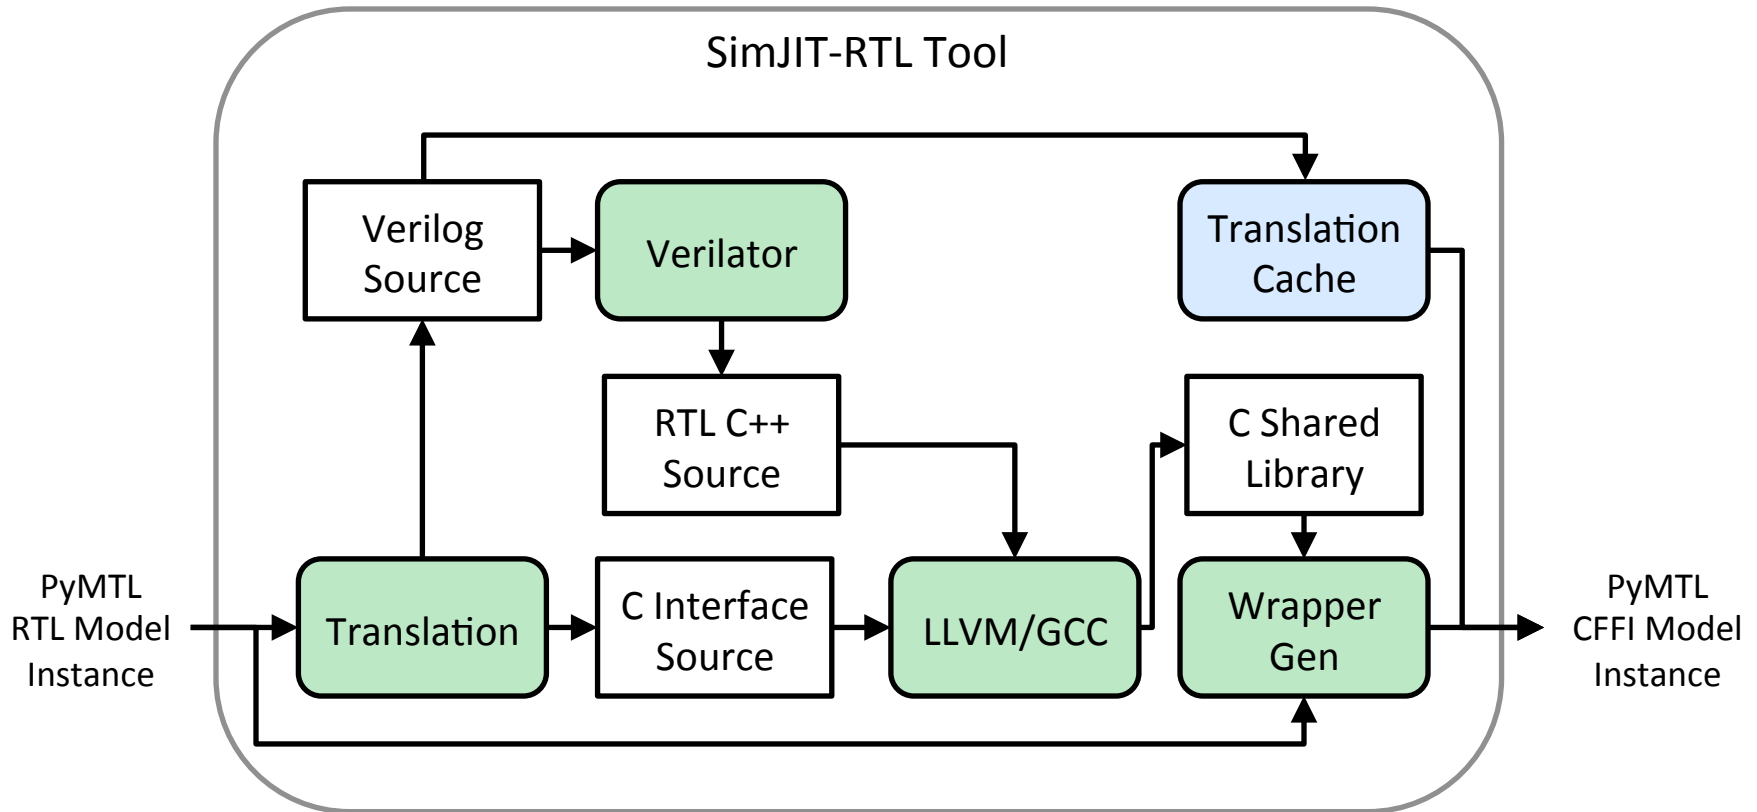 SimJIT-RTL Tool
Verilog
Source
Verilator
Translation
Cache
RTL C++
Source
C Shared
Library
PyMTL
RTL Model
Instance
Translation
C Interface
Source
LLVM/GCC
Wrapper
Gen
PyMTL
CFFI Model
Instance